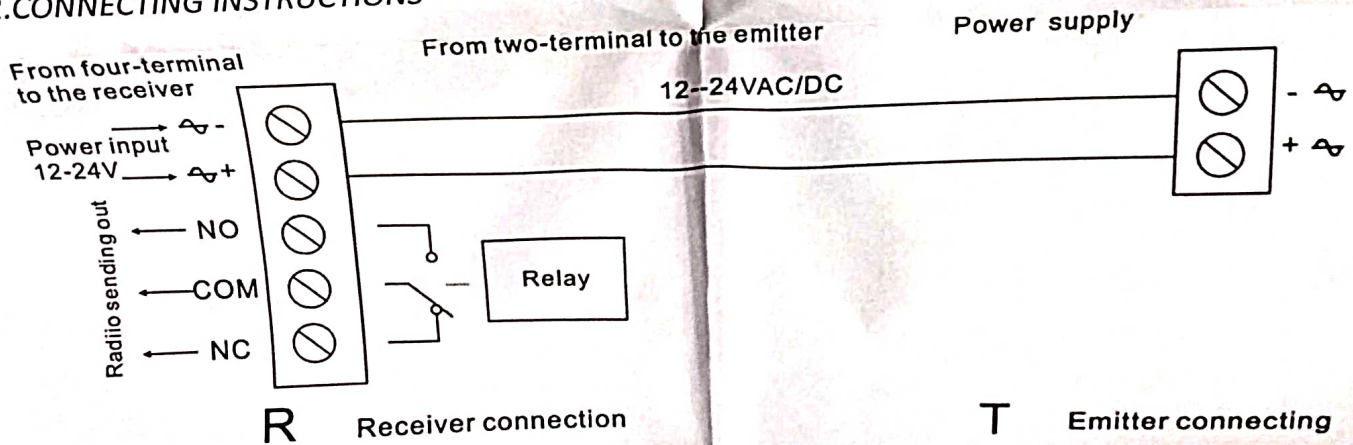 .CONNECTING INSTRUCTIONS
From two-terminal to the emitter
Power supply
From four-terminal
to the receiver
12--24VAC/DC
-
Power input
12-24V
+
- 
+
Radiio sending out
NO
COM
NC
Relay
R Receiver connection
T Emitter connecting